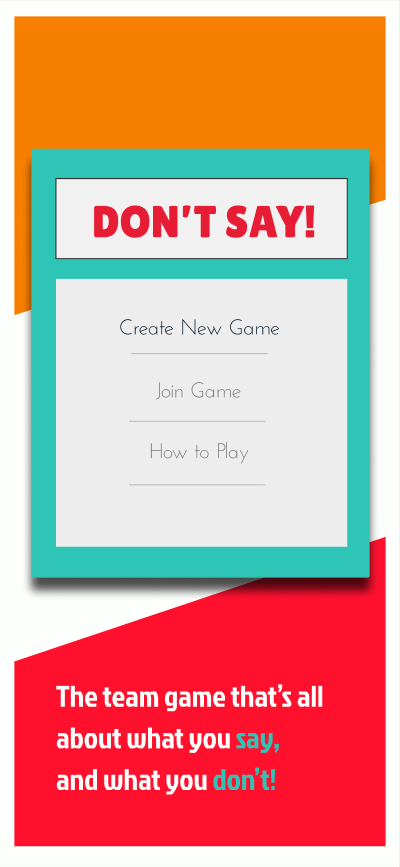 DON'T SAY!
Create New Game
Join Game
How to Play
The team game that's all
about what you say,
and what you don't!